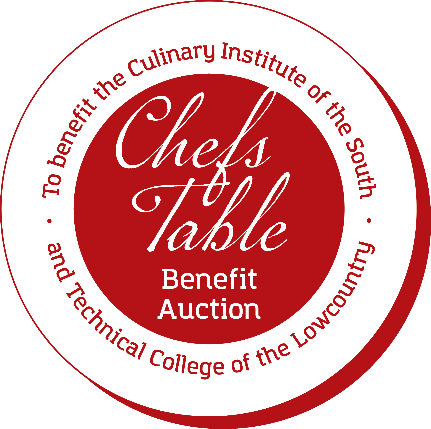 To benefit the Culinary Institute of the South
Chefs
Table
Benefit
Auction
and Technical College of the Lowcountry